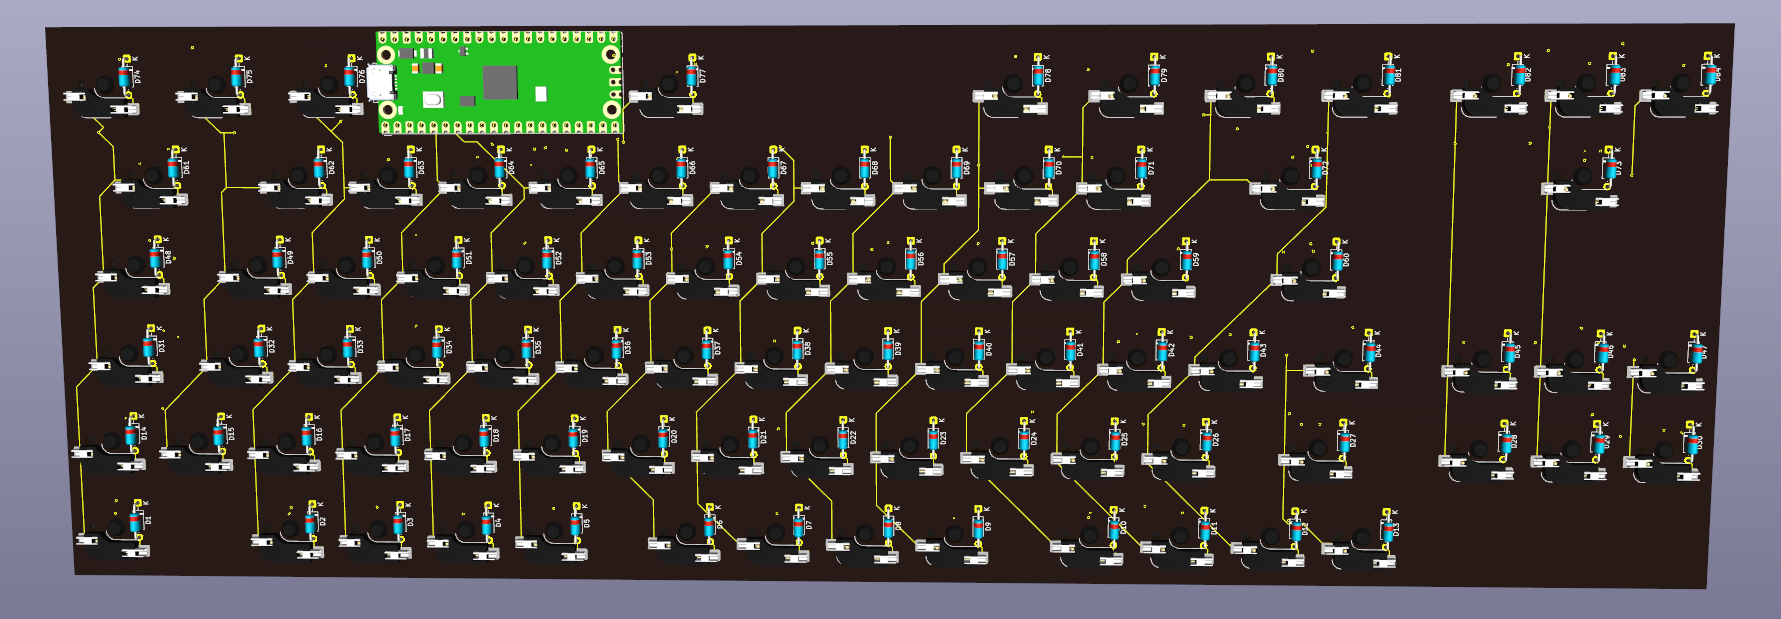 K K K K K K K K K K K
D74 D75 D76 D77 D78 D79 D80 D81 D82 D83 D84
K K K K K K K K K K K K K
D61 D62 D63 D64 D65 D66 D67 D68 D69 D70 D71 D72 D73
K K K K K K K K K K K K K
D48 D49 D50 D51 D52 D53 D54 D55 D56 D57 D58 D59 D60
K K K K K K K K K K K K K K K K K
D31 D32 D33 D34 D35 D36 D37 D38 D39 D40 D41 D42 D43 D44 D45 D46 D47
K K K K K K K K K K K K K K K K K
D14 D15 D16 D17 D18 D19 D20 D21 D22 D23 D24 D25 D26 D27 D28 D29 D30
K K K K K K K K K K K K K
D1 D2 D3 D4 D5 D6 D7 D8 D9 D10 D11 D12 D13